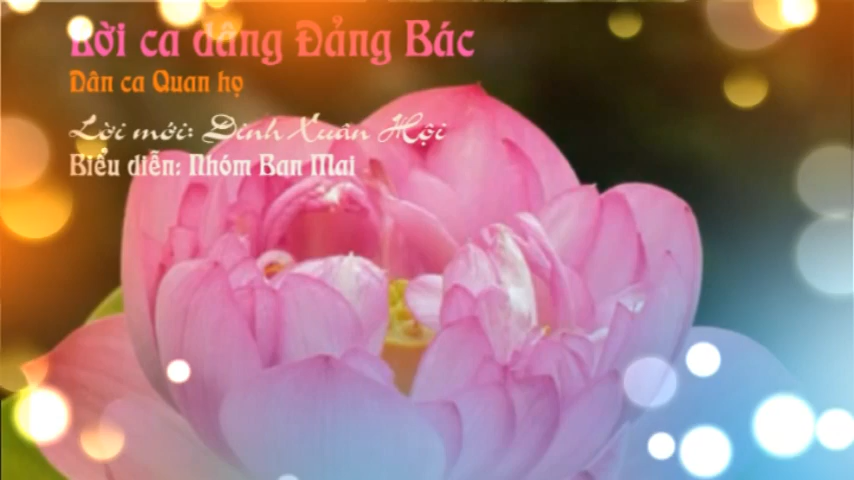 Lời ca dâng Đảng Bác
Dân ca Quan họ
Lời mới: Đinh Xuân Hội
Biểu diễn: Nhóm Ban Mai